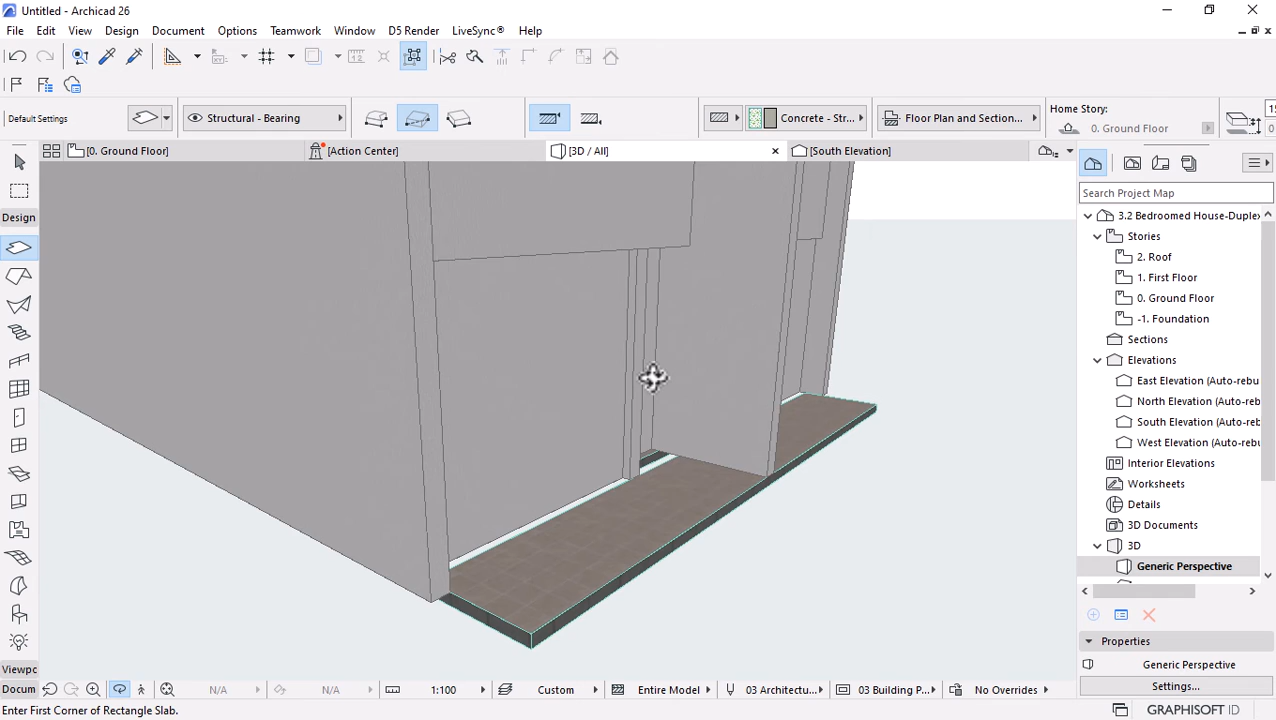 Untitled - Archicad 26
File Edit View Design Document Options Teamwork Window D5 Render LiveSync® Help
Default Settings
Structural - Bearing
Concrete - Str...
Floor Plan and Section...
Home Story:
0. Ground Floor
[0. Ground Floor]
[Action Center]
[3D / All]
[South Elevation]
Search Project Map
Design
3.2 Bedroomed House-Duplex
Stories
2. Roof
1. First Floor
0. Ground Floor
-1. Foundation
Sections
Elevations
East Elevation (Auto-reb
North Elevation (Auto-reb
South Elevation (Auto-reb
West Elevation (Auto-reb
Interior Elevations
Worksheets
Details
3D Documents
3D
Generic Perspective
Properties
Generic Perspective
Settings...
Viewpc
Docum
N/A
N/A
1:100
Custom
Entire Model
03 Architectu...
03 Building P...
No Overrides
Enter First Corner of Rectangle Slab.
GRAPHISOFT ID